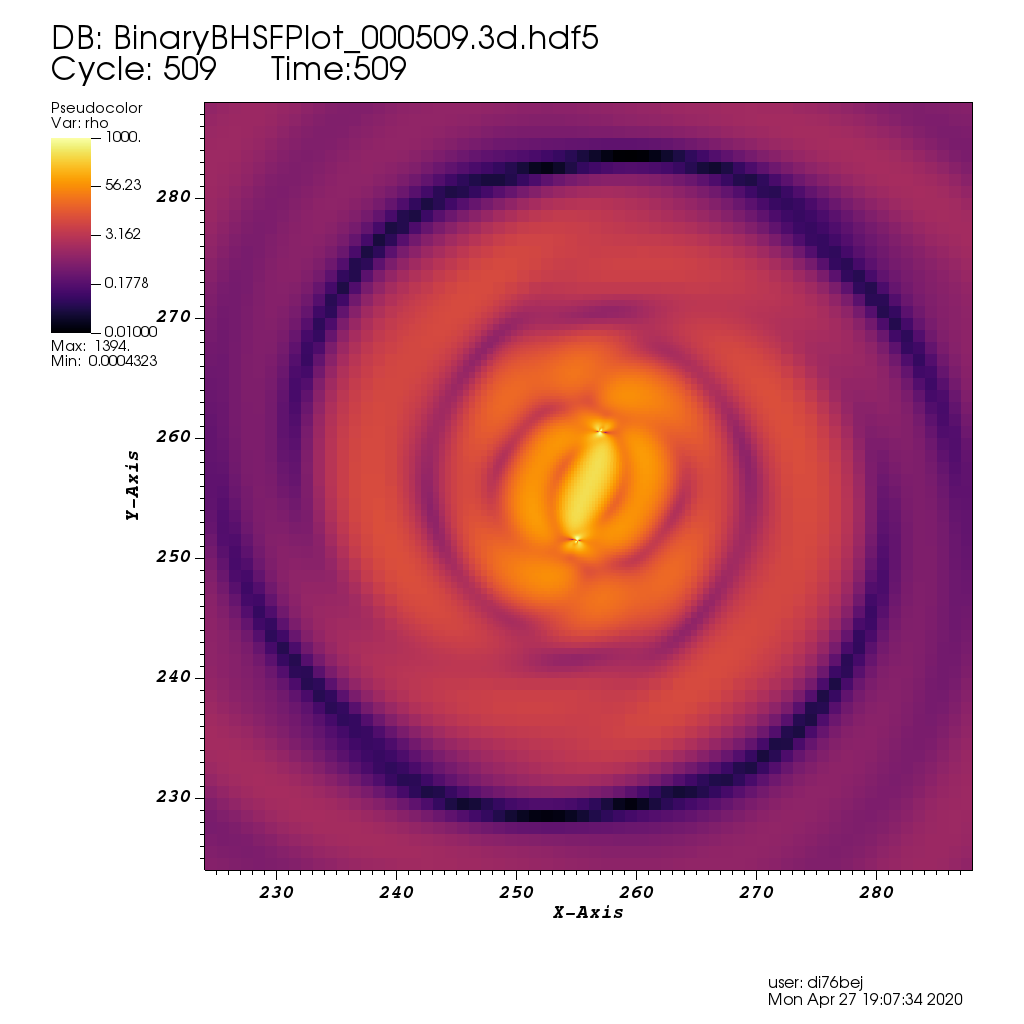 DB: BinaryBHSFPlot_000509.3d.hdf5
Cycle: 509 Time:509
Pseudocolor
Var: rho
1000.
56.23
3.162
0.1778
0.01000
Max: 1394.
Min: 0.0004323
280
270
260
250
240
230
Y-Axis
230 240 250 260 270 280
X-Axis
user: di76bej
Mon Apr 27 19:07:34 2020